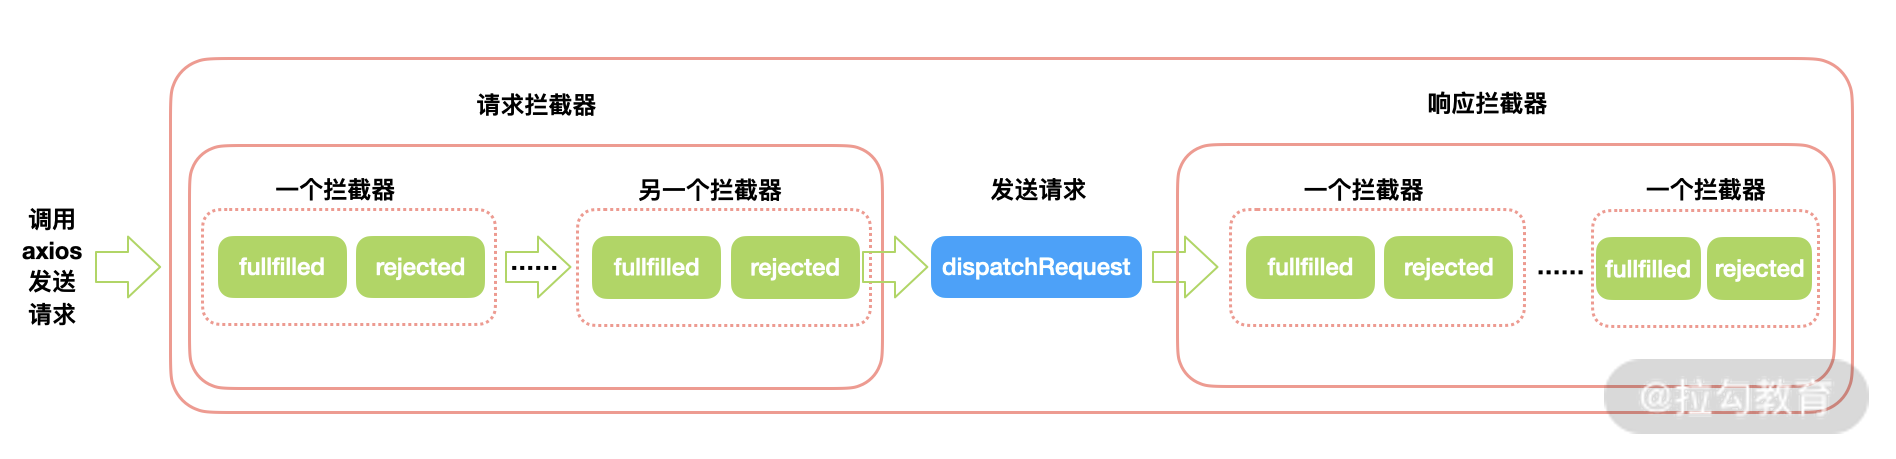 请求拦截器
响应拦截器
一个拦截器
另一个拦截器
发送请求
一个拦截器
一个拦截器
调用
axios
发送
请求
fullfilled
rejected
······
fullfilled
rejected
dispatchRequest
fullfilled
rejected
······
fullfilled
rejected
@拉勾教育